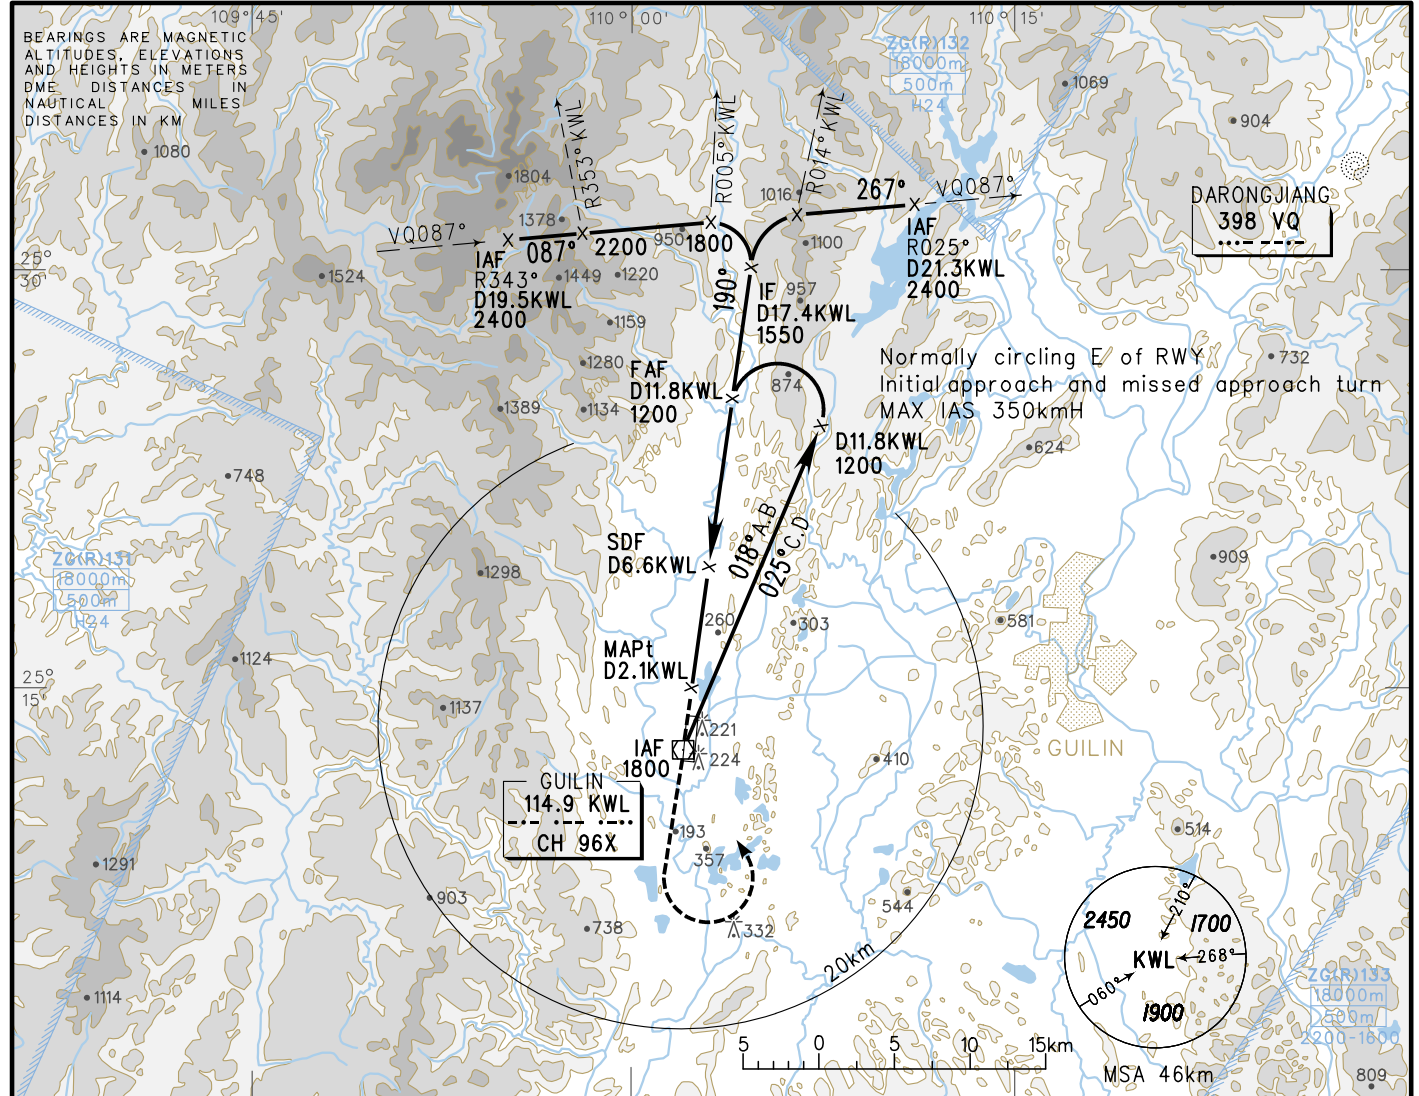 109°45'
110°00'
110°15'
BEARINGS ARE MAGNETIC
ALTITUDES, ELEVATIONS
AND HEIGHTS IN METERS
DME DISTANCES IN
NAUTICAL MILES
DISTANCES IN KM
ZG(R)132
18000m
500m
H24
1069
904
1080
1804
R353°KWL
R005°KWL
R014°KWL
1016
267°
VQ087°
DARONGJIANG
398 VQ
1378
VQ087°
087°
2200
950
1800
1100
IAF
R025°
D21.3KWL
2400
25°
30'
1524
IAF
R343°
D19.5KWL
2400
1449
1220
190°
957
IF
D17.4KWL
1550
1159
1280
Normally circling E of RWY
Initial approach and missed approach turn
MAX IAS 350kmH
732
FAF
D11.8KWL
1200
874
1389
1134
D11.8KWL
1200
624
748
018°A.B
025°C.D
SDF
D6.6KWL
ZG(R)131
18000m
500m
H24
1298
909
260
303
581
MAPt
D2.1KWL
1124
25°
15'
1137
221
224
IAF
1800
410
GUILIN
GUILIN
114.9 KWL
CH 96X
193
357
514
1291
903
544
738
332
20km
2450
1700
210°
KWL
268°
060°
1900
MSA 46km
1114
ZG(R)133
18000m
500m
2200-1600
5 0 5 10 15km
809